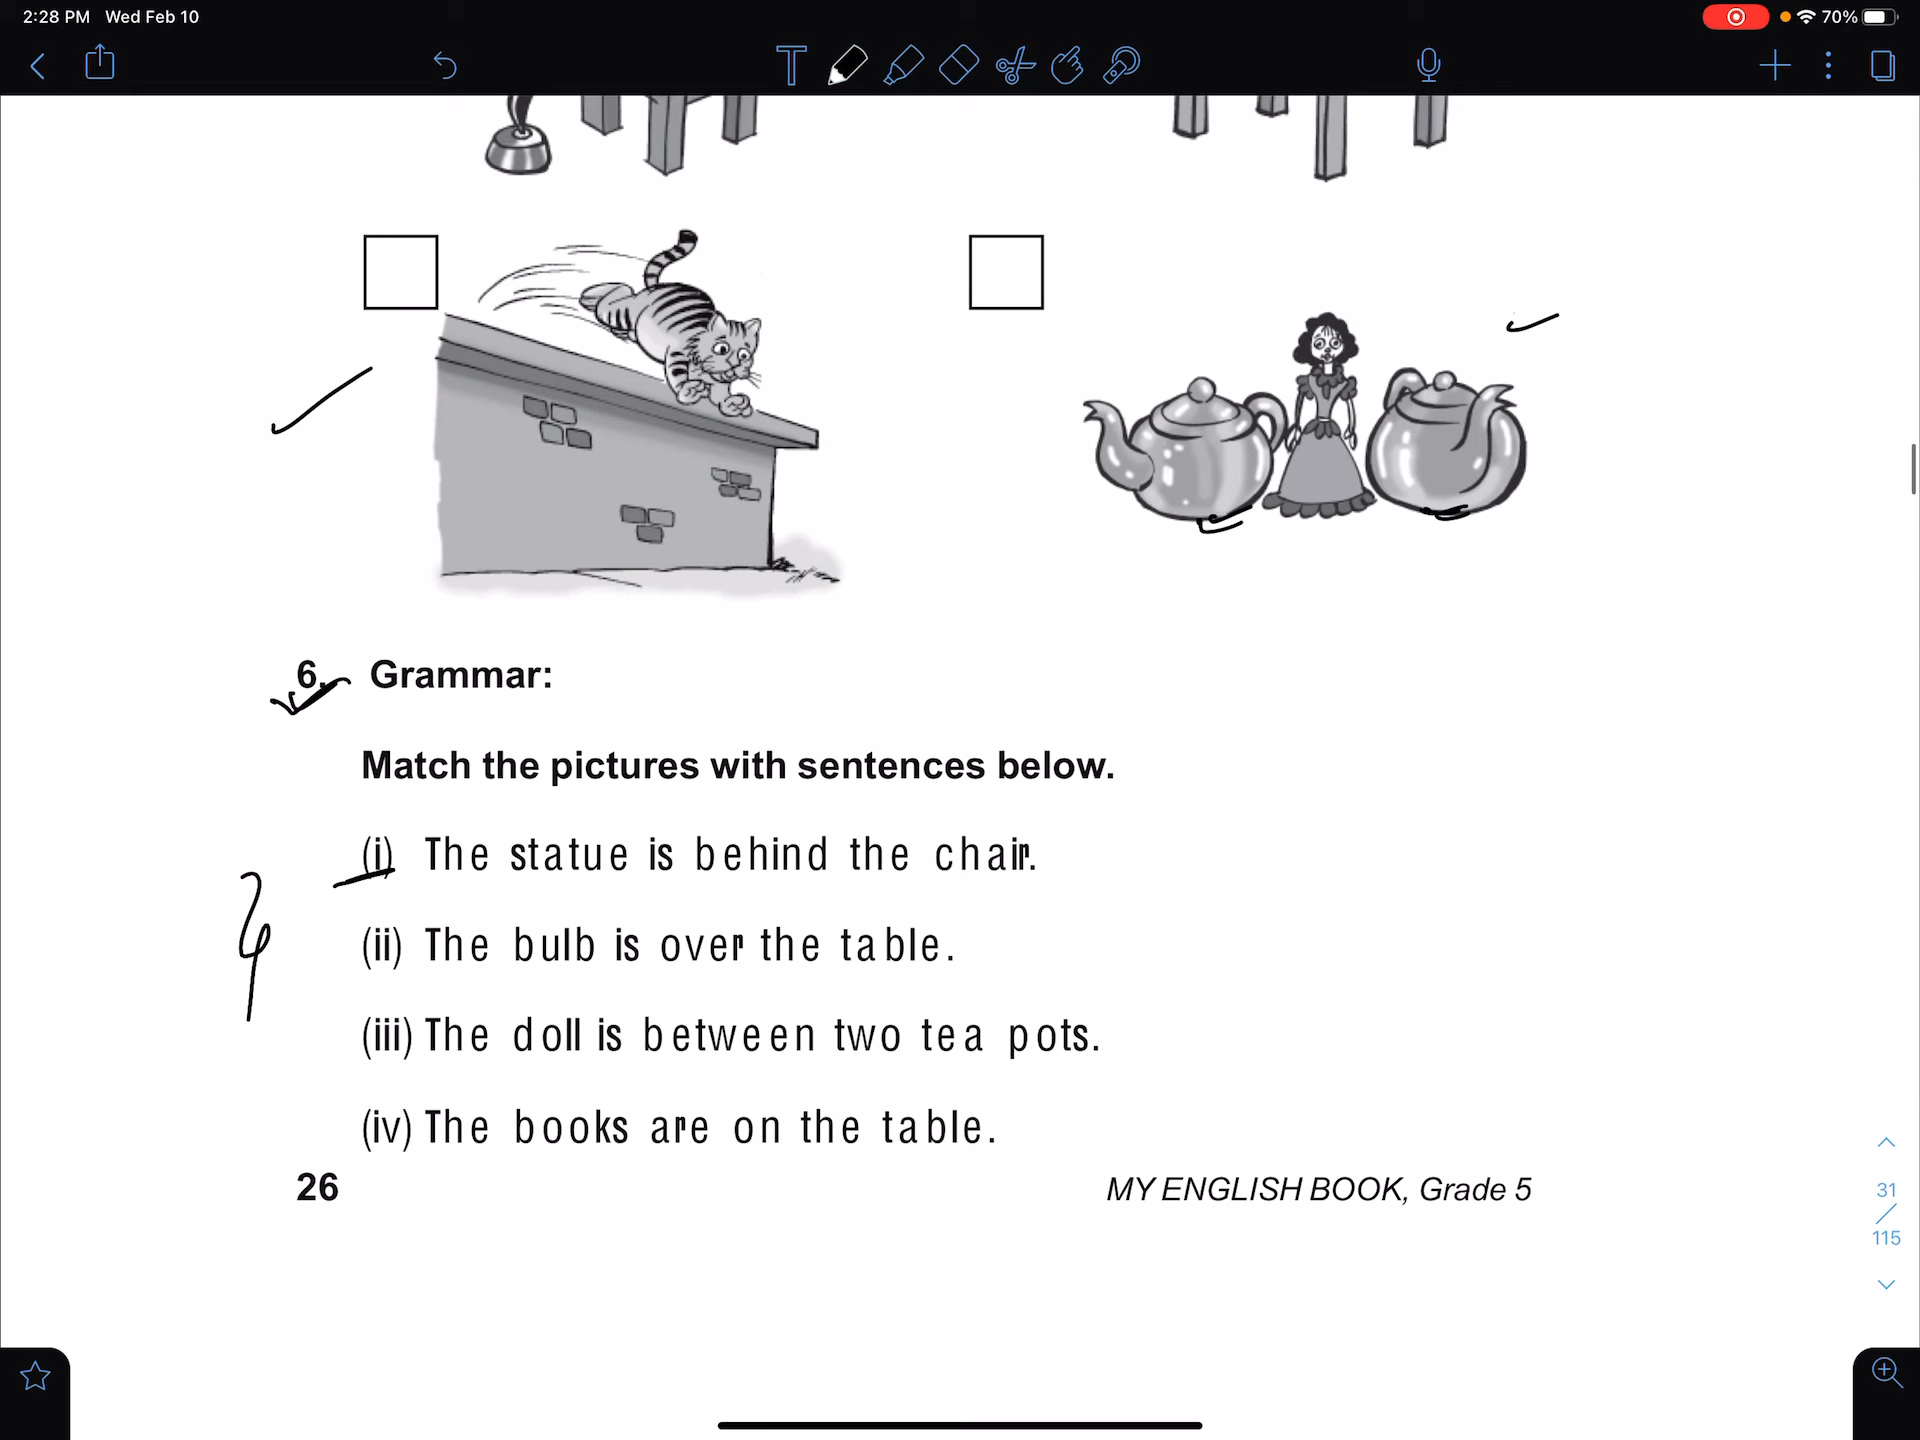 2:28 PM Wed Feb 10
70%
T
6. Grammar:
Match the pictures with sentences below.
(i) The statue is behind the chair.
(ii) The bulb is over the table.
(iii) The doll is between two tea pots.
(iv) The books are on the table.
26
MY ENGLISH BOOK, Grade 5
31
/
115